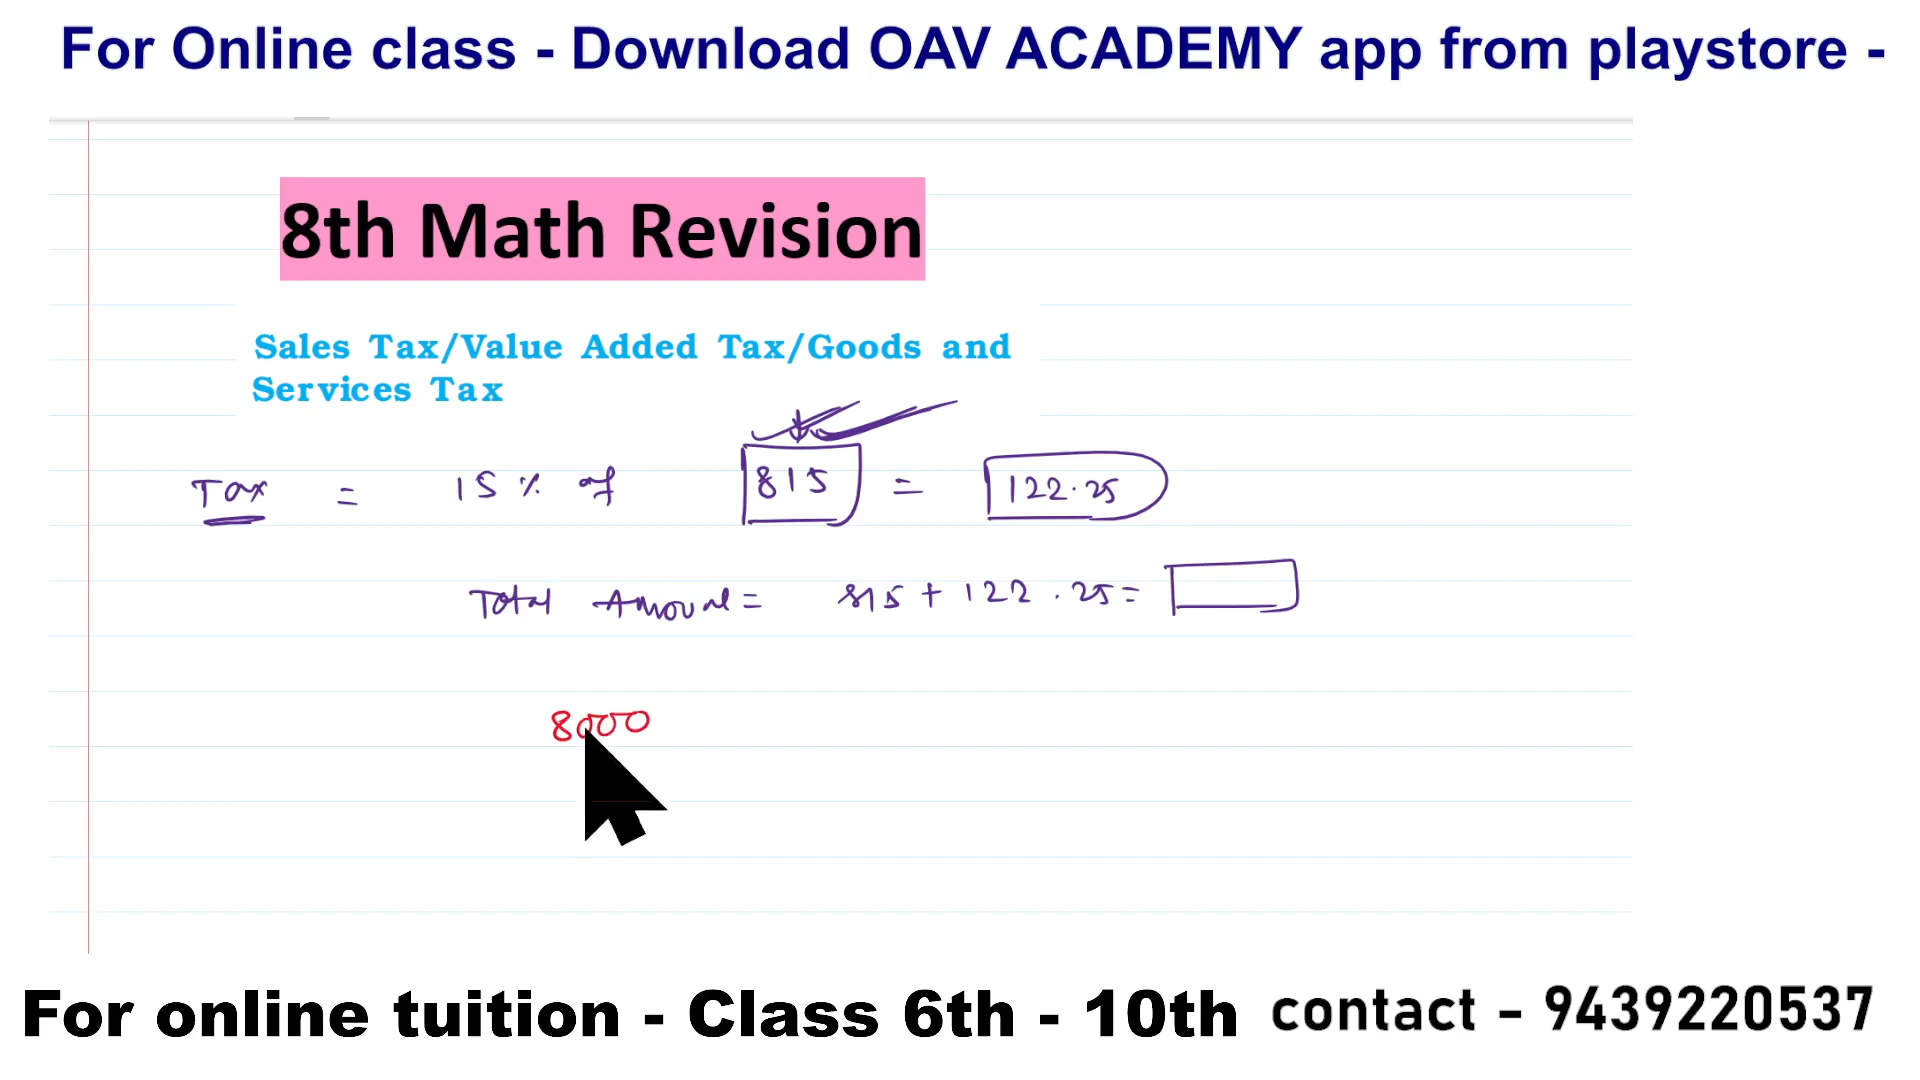 For Online class - Download OAV ACADEMY app from playstore -
8th Math Revision
Sales Tax/Value Added Tax/Goods and
Services Tax
Tax = 15 % of 815 = 122.25
Total Amount = 815 + 122.25 =
8000
For online tuition - Class 6th - 10th contact - 9439220537